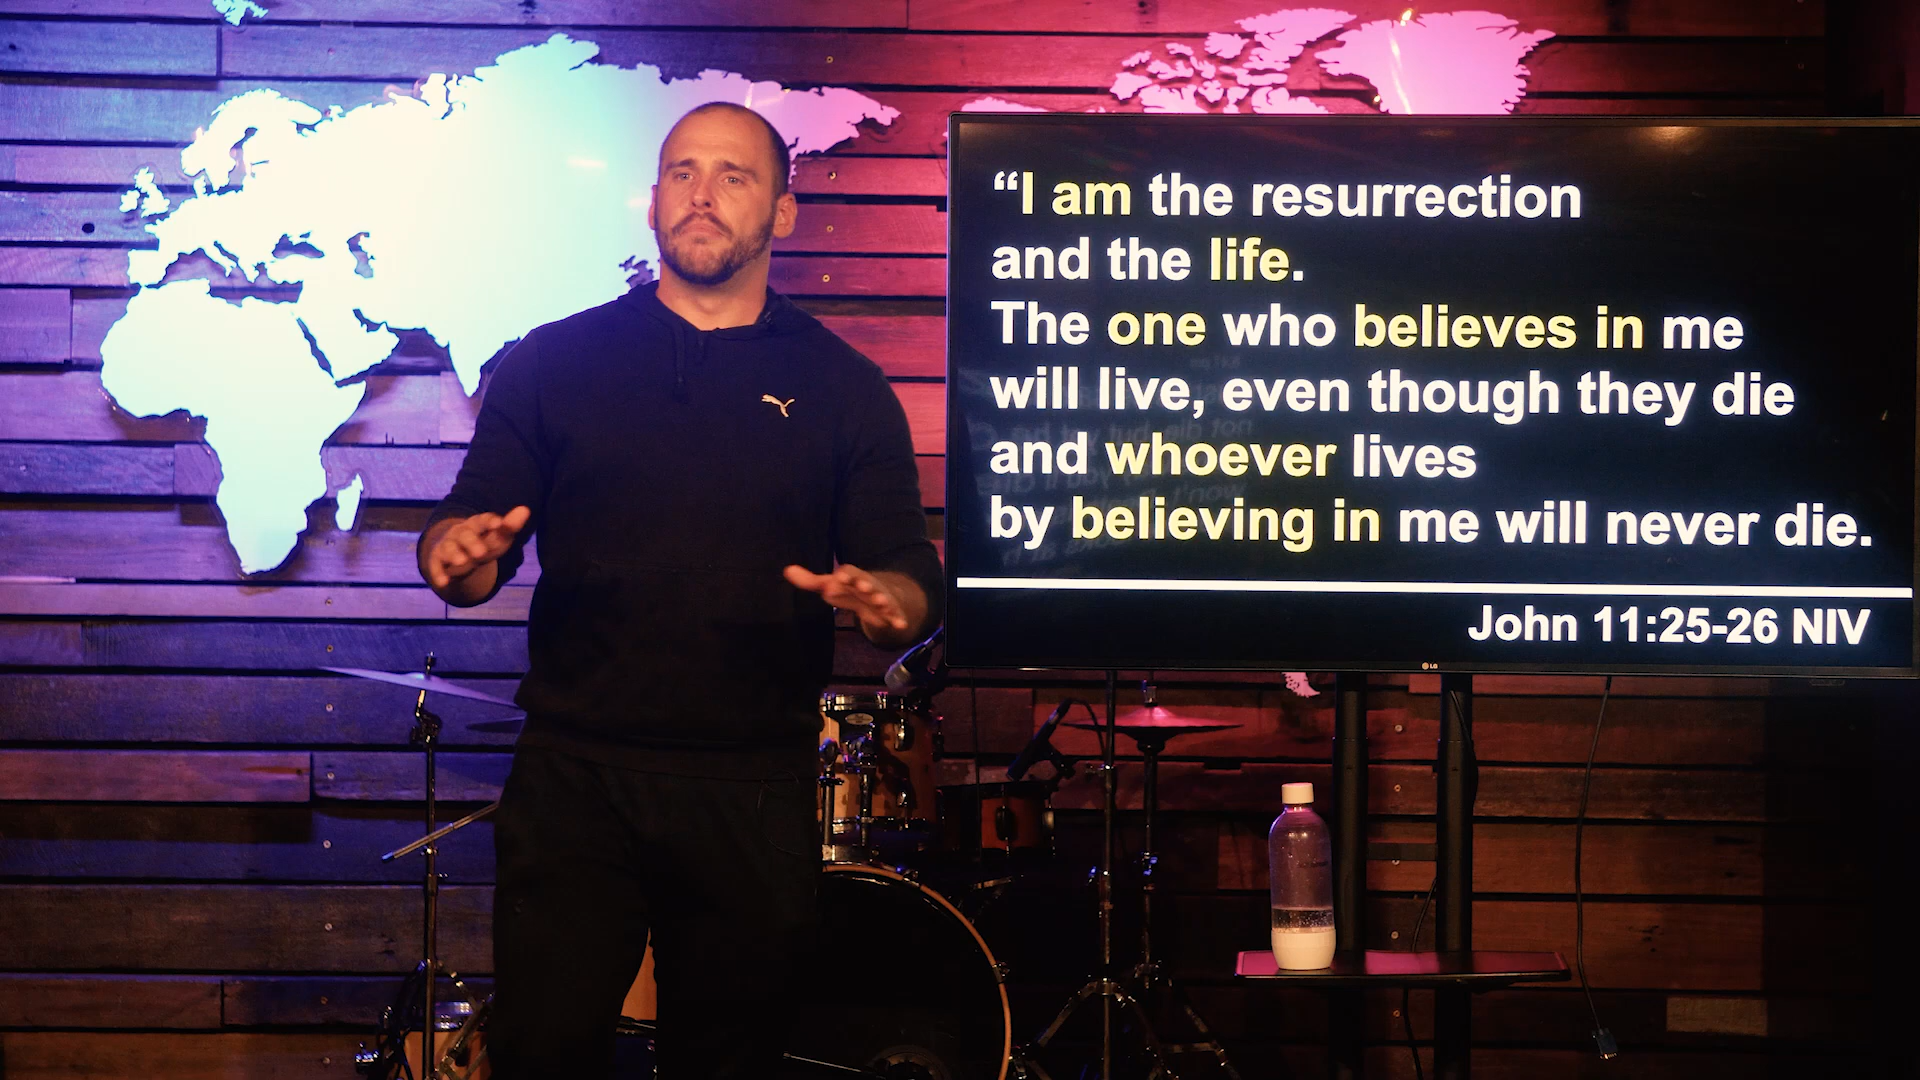 “I am the resurrection
and the life.
The one who believes in me
will live, even though they die
and whoever lives
by believing in me will never die.
John 11:25-26 NIV
LG